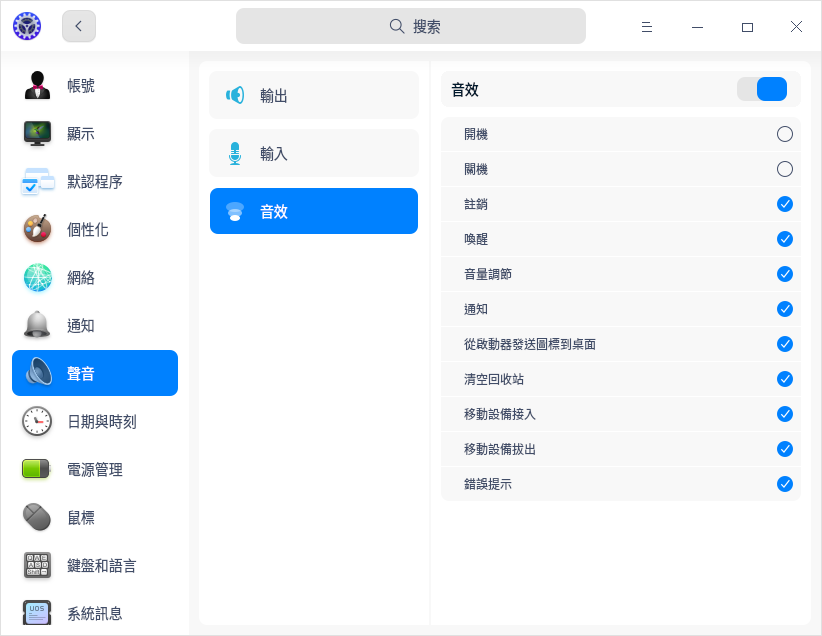 搜索
帳號
顯示
默認程序
個性化
網絡
通知
聲音
日期與時刻
電源管理
鼠標
鍵盤和語言
系統訊息
輸出
輸入
音效
音效
開機
關機
註銷
喚醒
音量調節
通知
從啟動器發送圖標到桌面
清空回收站
移動設備接入
移動設備拔出
錯誤提示